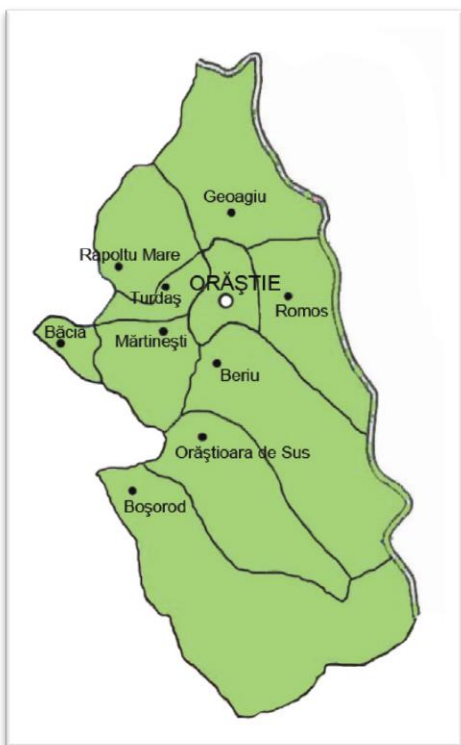 Geoagiu
Rapoltu Mare
ORĂŞTIE
Turdaş
Romos
Băcia
Mărtineşti
Beriu
Orăştioara de Sus
Boşorod